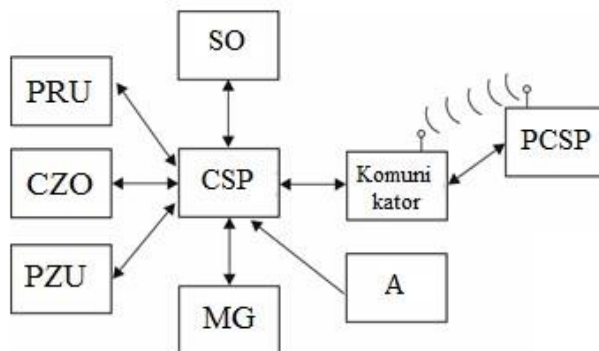 SO
PRU
PCSP
CZO
CSP
Komuni
kator
PZU
A
MG